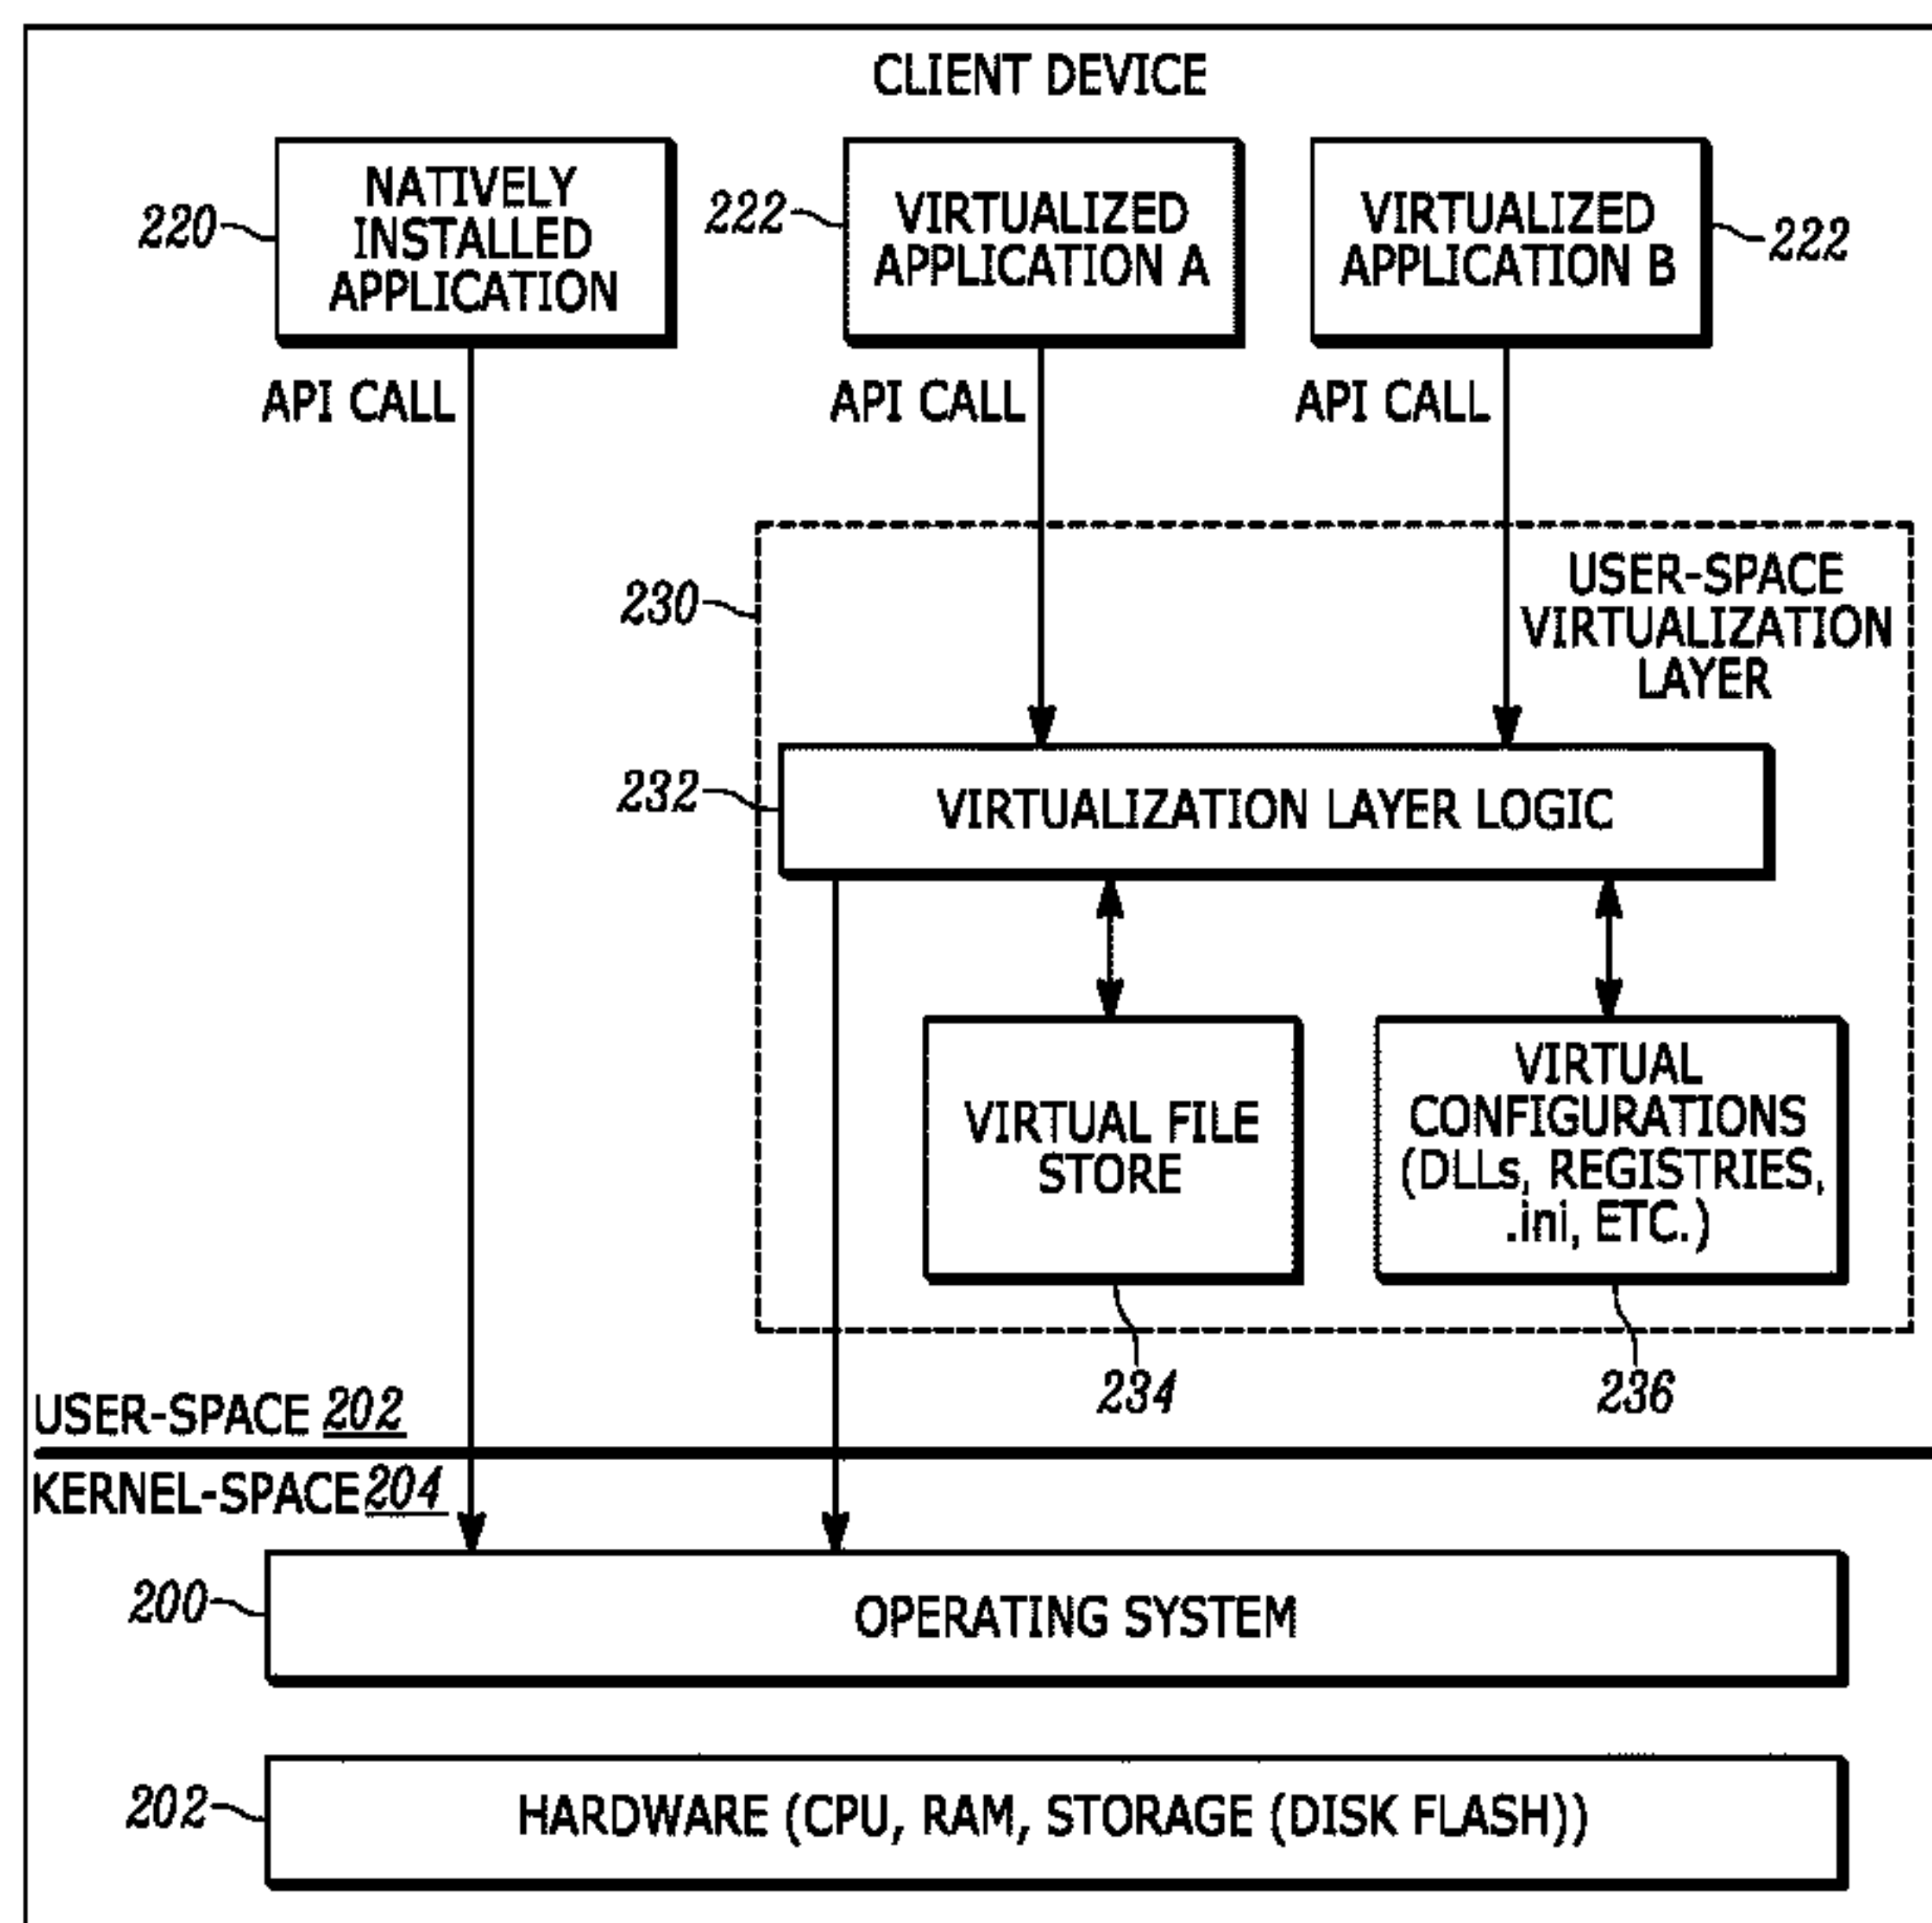 CLIENT DEVICE
NATIVELY
INSTALLED
APPLICATION
220
222
VIRTUALIZED
APPLICATION A
VIRTUALIZED
APPLICATION B
222
API CALL
API CALL
API CALL
230
USER-SPACE
VIRTUALIZATION
LAYER
232
VIRTUALIZATION LAYER LOGIC
VIRTUAL FILE
STORE
VIRTUAL
CONFIGURATIONS
(DLLs, REGISTRIES,
.ini, ETC.)
234
236
USER-SPACE 202
KERNEL-SPACE 204
200
OPERATING SYSTEM
202
HARDWARE (CPU, RAM, STORAGE (DISK FLASH))